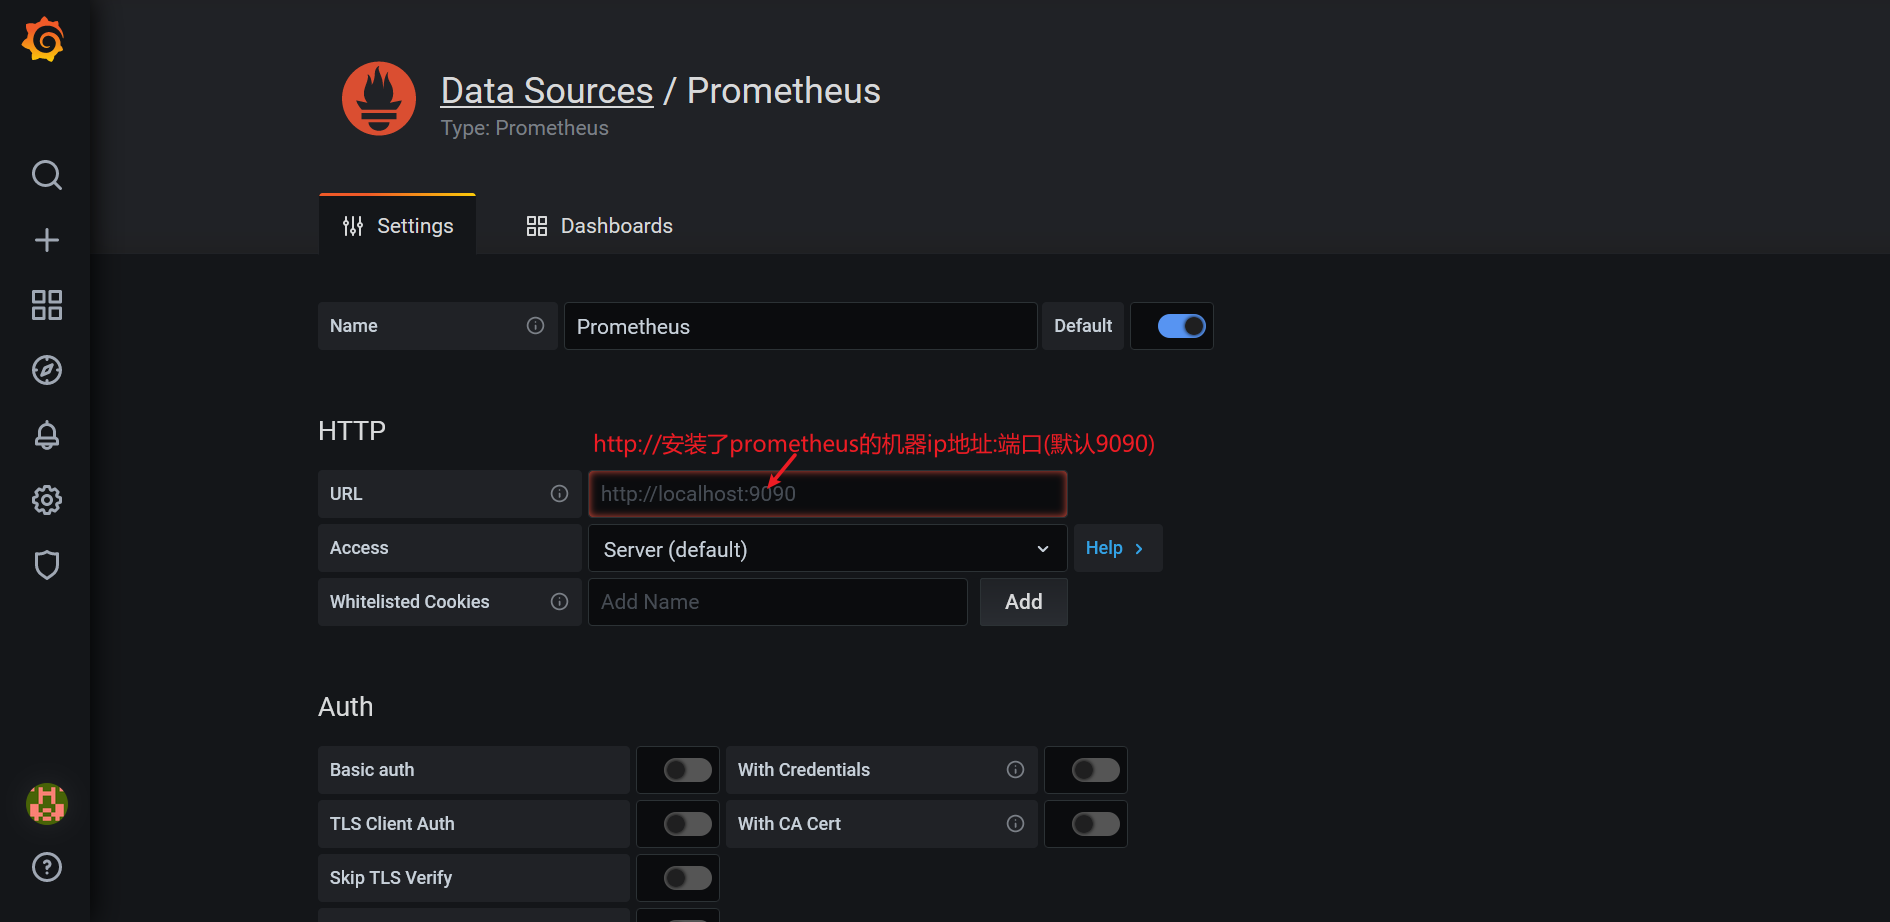 Data Sources / Prometheus
Type: Prometheus
Settings
Dashboards
Name
Prometheus
Default
HTTP
http://安装了prometheus的机器ip地址:端口(默认9090)
URL
http://localhost:9090
Access
Server (default)
Help
Whitelisted Cookies
Add Name
Add
Auth
Basic auth
With Credentials
TLS Client Auth
With CA Cert
Skip TLS Verify